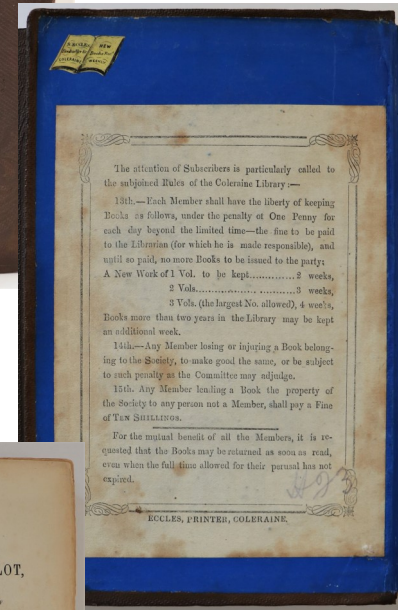 NEW
COLERAINE
The attention of Subscribers is particularly called to
the subjoined Rules of the Coleraine Library:—
13th.—Each Member shall have the liberty of keeping
Books as follows, under the penalty of One Penny for
each day beyond the limited time—the fine to be paid
to the Librarian (for which he is made responsible), and
until so paid, no more Books to be issued to the party:
A New Work of 1 Vol. to be kept..............2 weeks,
2 Vols..............................3 weeks,
3 Vols. (the largest No. allowed), 4 weeks,
Books more than two years in the Library may be kept
an additional week.
14th.—Any Member losing or injuring a Book belong-
ing to the Society, to make good the same, or be subject
to such penalty as the Committee may adjudge.
15th. Any Member lending a Book the property of
the Society to any person not a Member, shall pay a Fine
of TEN SHILLINGS.
For the mutual benefit of all the Members, it is re-
quested that the Books may be returned as soon as read,
even when the full time allowed for their perusal has not
expired.
ECCLES, PRINTER, COLERAINE.
LOT,